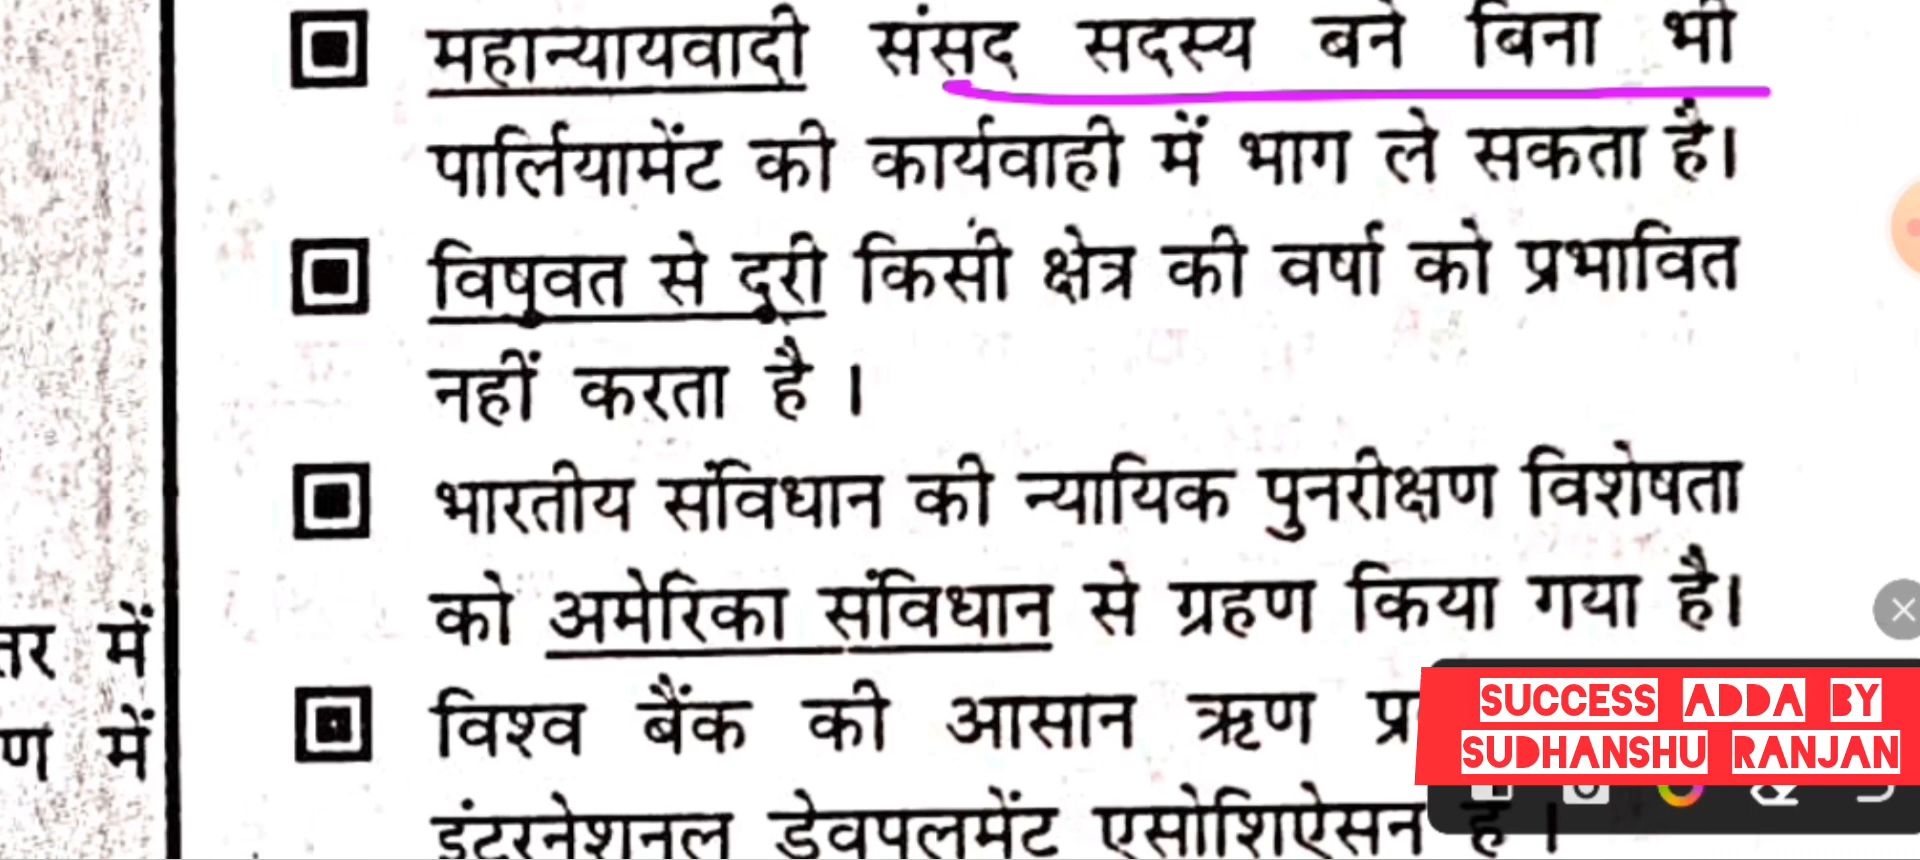 महान्यायवादी संसद सदस्य बने बिना भी
पार्लियामेंट की कार्यवाही में भाग ले सकता है।
विषुवत से दूरी किसी क्षेत्र की वर्षा को प्रभावित
नहीं करता है ।
भारतीय संविधान की न्यायिक पुनरीक्षण विशेषता
को अमेरिका संविधान से ग्रहण किया गया है।
विश्व बैंक की आसान ऋण
इंटरनेशनल डेवपलमेंट एसोशिऐसन है ।
में
में
SUCCESS ADDA BY
SUDHANSHU RANJAN